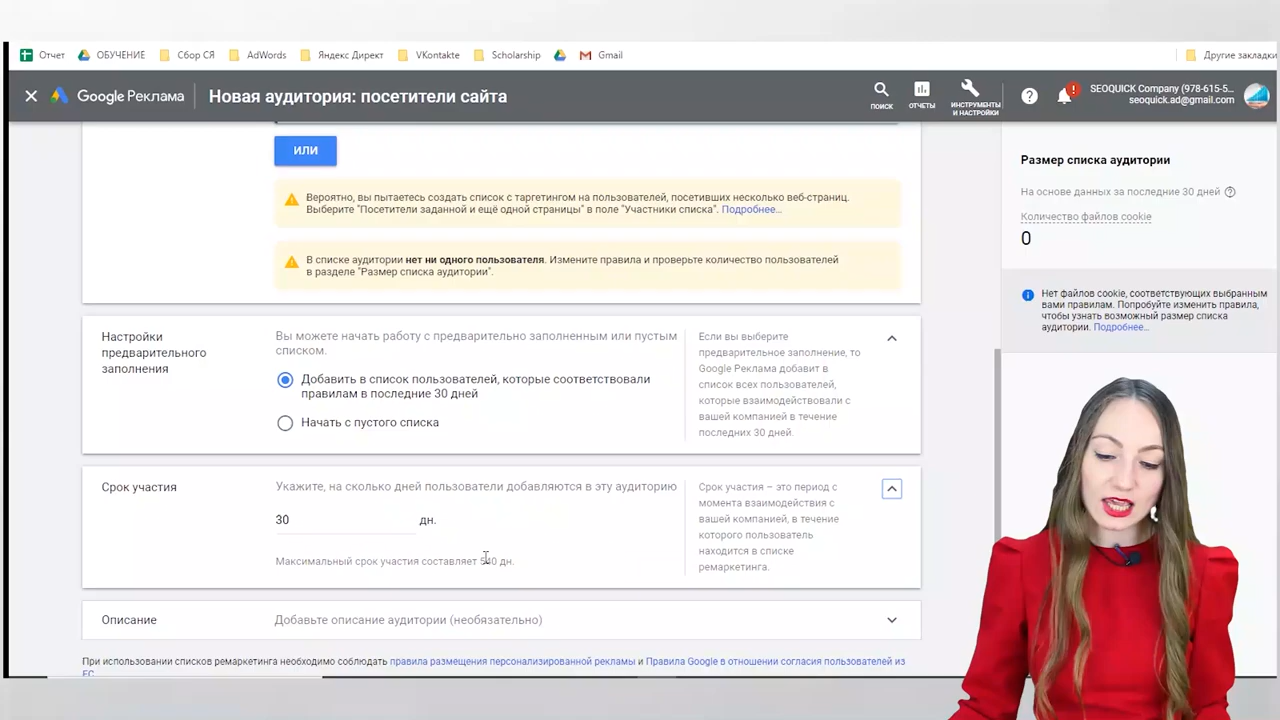 Отчет
ОБУЧЕНИЕ
Сбор СЯ
AdWords
Яндекс Директ
VKontakte
Scholarship
Gmail
Другие закладки
Google Реклама
Новая аудитория: посетители сайта
ПОИСК
ОТЧЕТЫ
ИНСТРУМЕНТЫ
И НАСТРОЙКИ
SEOQUICK Company (978-615-5...
seoquick.ad@gmail.com
ИЛИ
Вероятно, вы пытаетесь создать список с таргетингом на пользователей, посетивших несколько веб-страниц.
Выберите "Посетители заданной и ещё одной страницы" в поле "Участники списка". Подробнее...
В списке аудитории нет ни одного пользователя. Измените правила и проверьте количество пользователей
в разделе "Размер списка аудитории".
Настройки
предварительного
заполнения
Вы можете начать работу с предварительно заполненным или пустым
списком.
Добавить в список пользователей, которые соответствовали
правилам в последние 30 дней
Начать с пустого списка
Если вы выберите
предварительное заполнение, то
Google Реклама добавит в
список всех пользователей,
которые взаимодействовали с
вашей компанией в течение
последних 30 дней.
Срок участия
Укажите, на сколько дней пользователи добавляются в эту аудиторию
30 дн.
Максимальный срок участия составляет 540 дн.
Срок участия – это период с
момента взаимодействия с
вашей компанией, в течение
которого пользователь
находится в списке
ремаркетинга.
Описание
Добавьте описание аудитории (необязательно)
При использовании списков ремаркетинга необходимо соблюдать правила размещения персонализированной рекламы и Правила Google в отношении согласия пользователей из
ЕС
Размер списка аудитории
На основе данных за последние 30 дней
Количество файлов cookie
0
Нет файлов cookie, соответствующих выбранным
вами правилам. Попробуйте изменить правила,
чтобы узнать возможный размер списка
аудитории. Подробнее...